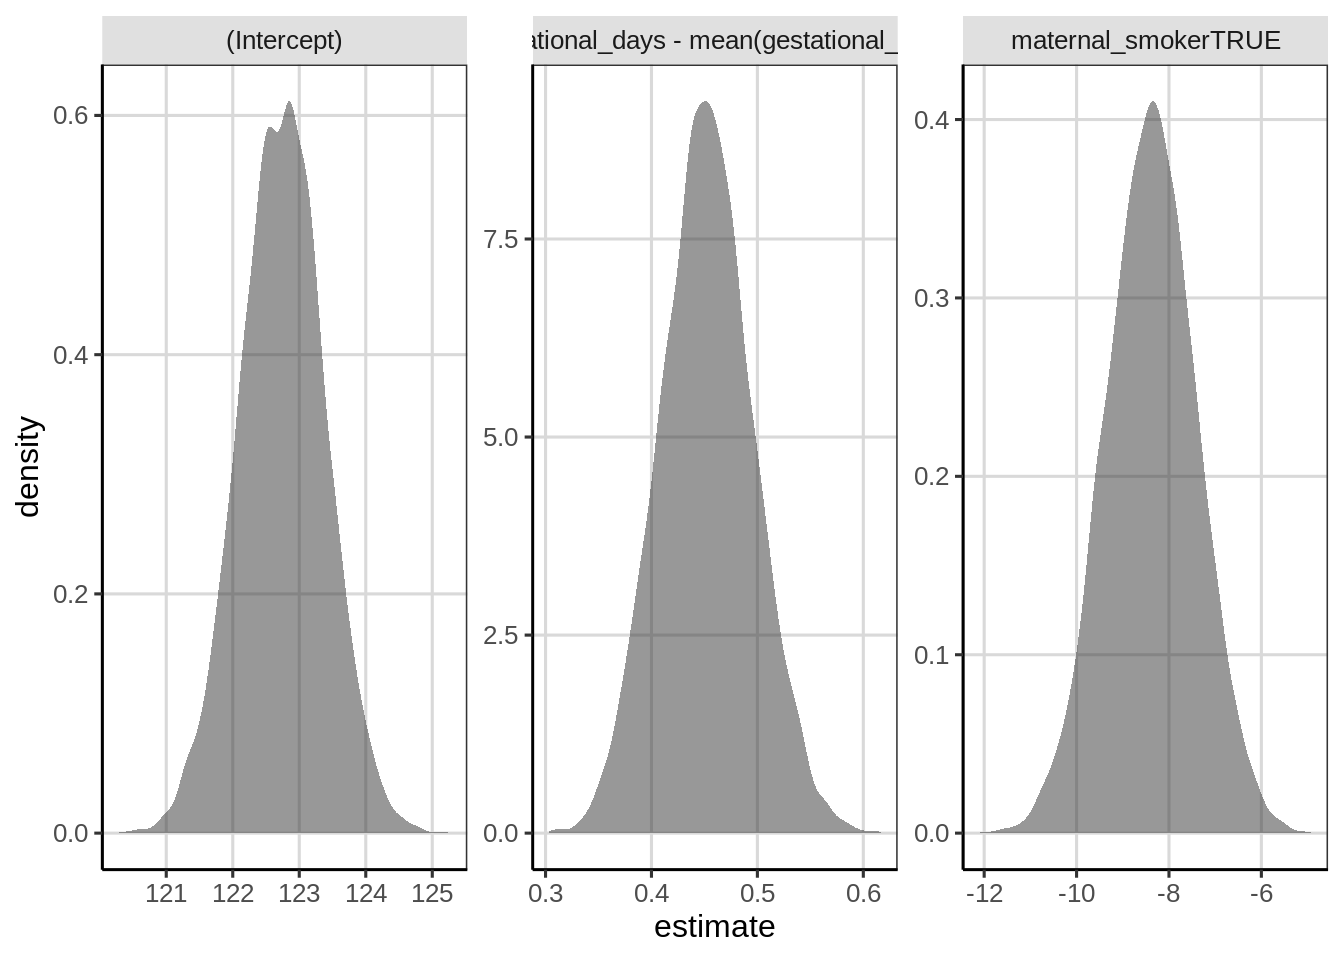 (Intercept)
ational_days - mean(gestational_
maternal_smokerTRUE
density
0.6
0.4
0.2
0.0
121 122 123 124 125
7.5
5.0
2.5
0.0
0.3 0.4 0.5 0.6
0.4
0.3
0.2
0.1
0.0
-12 -10 -8 -6
estimate